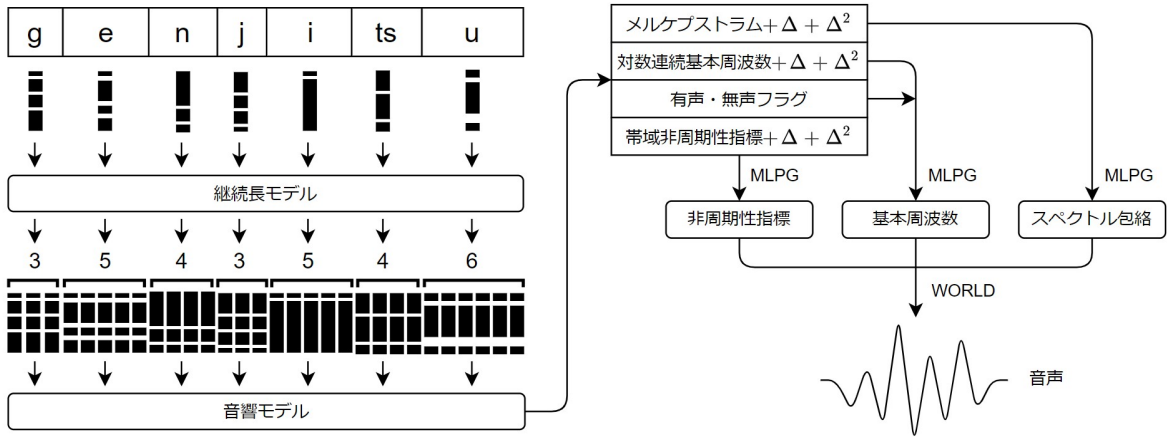 g e n j i ts u
継続長モデル
3 5 4 3 5 4 6
音響モデル
メルケプストラム+ Δ + Δ²
対数連続基本周波数+ Δ + Δ²
有声・無声フラグ
帯域非周期性指標+ Δ + Δ²
MLPG MLPG MLPG
非周期性指標 基本周波数 スペクトル包絡
WORLD
音声